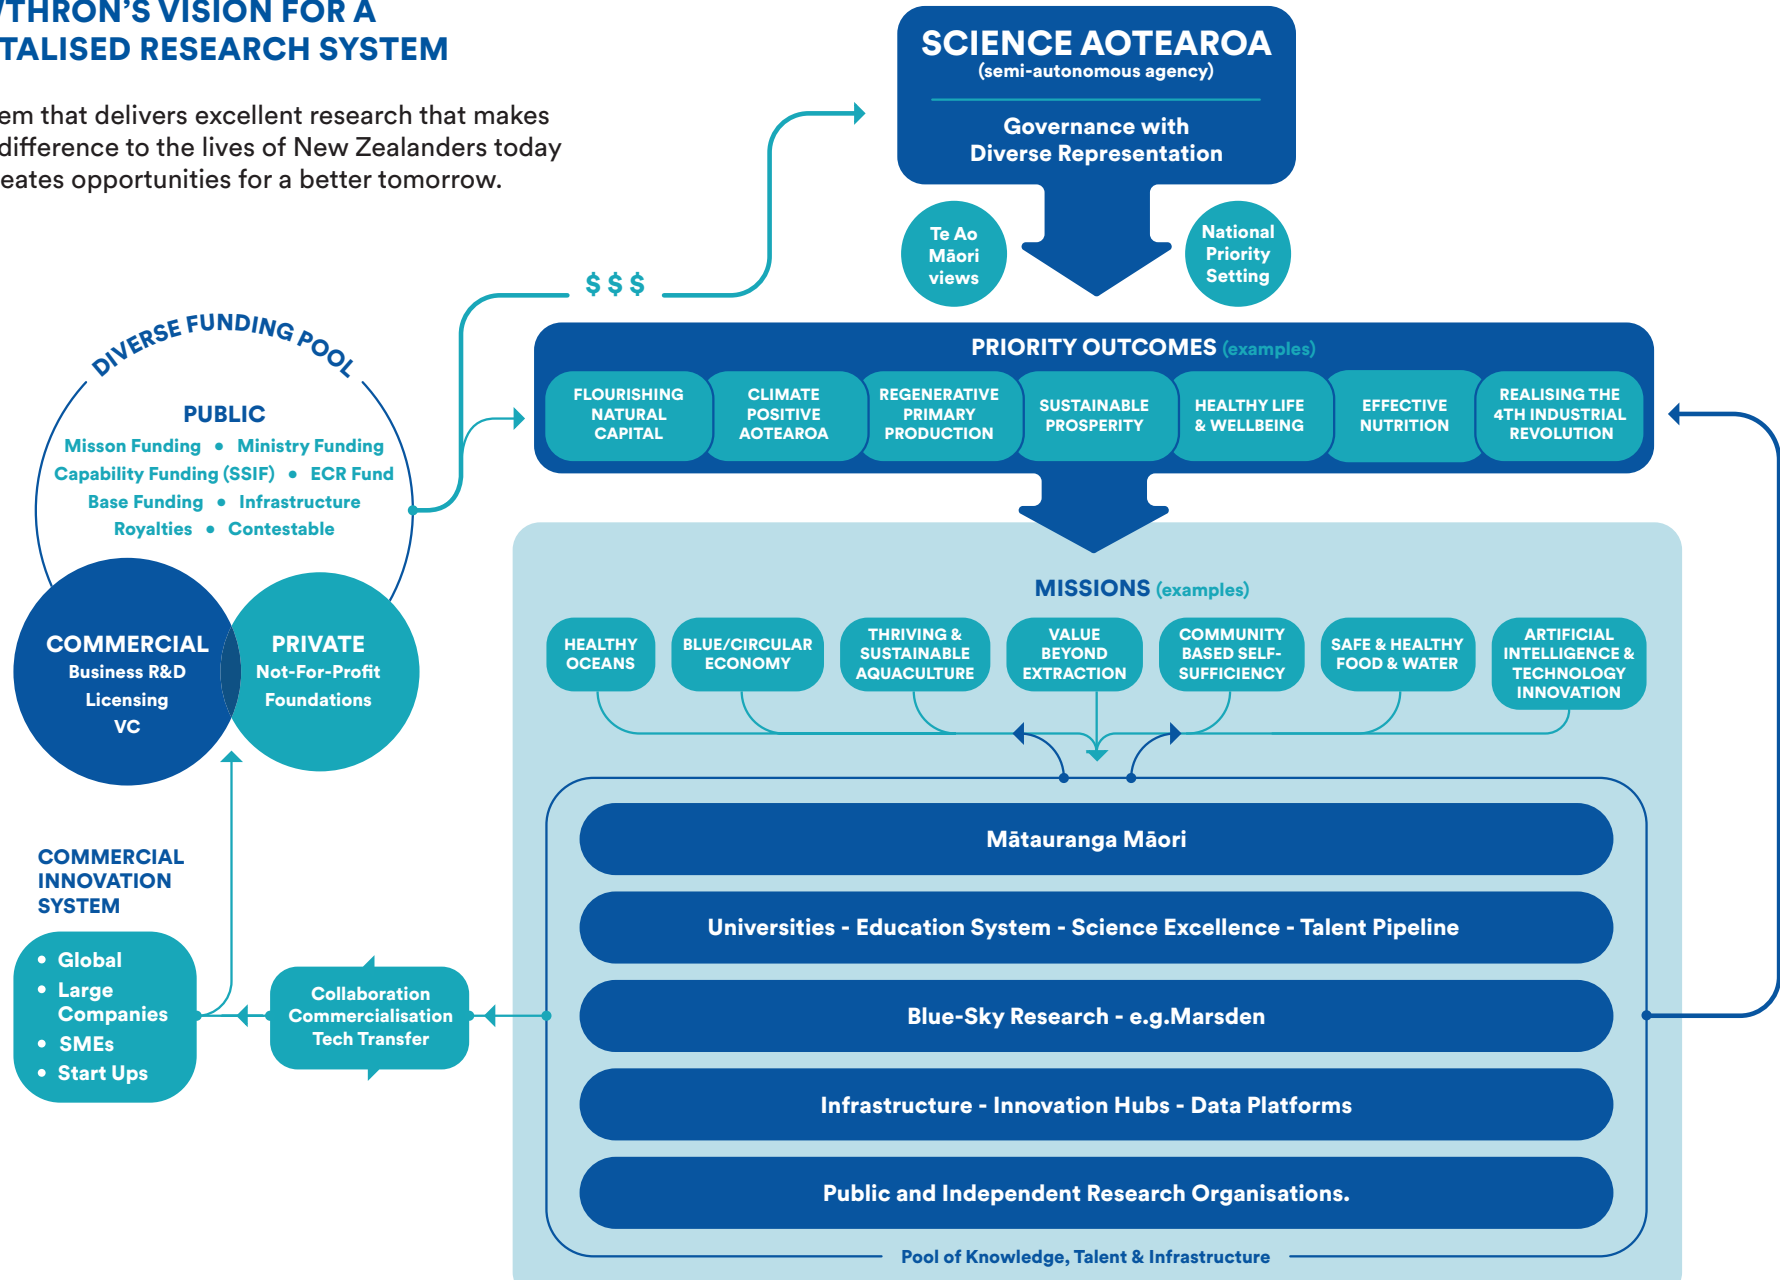 THRON'S VISION FOR A
TALISED RESEARCH SYSTEM
em that delivers excellent research that makes
difference to the lives of New Zealanders today
eates opportunities for a better tomorrow.
SCIENCE AOTEAROA
(semi-autonomous agency)
Governance with
Diverse Representation
Te Ao
Māori
views
National
Priority
Setting
$ $ $
DIVERSE FUNDING POOL
PUBLIC
Misson Funding • Ministry Funding
Capability Funding (SSIF) • ECR Fund
Base Funding • Infrastructure
Royalties • Contestable
COMMERCIAL
Business R&D
Licensing
VC
PRIVATE
Not-For-Profit
Foundations
PRIORITY OUTCOMES (examples)
FLOURISHING
NATURAL
CAPITAL
CLIMATE
POSITIVE
AOTEAROA
REGENERATIVE
PRIMARY
PRODUCTION
SUSTAINABLE
PROSPERITY
HEALTHY LIFE
& WELLBEING
EFFECTIVE
NUTRITION
REALISING THE
4TH INDUSTRIAL
REVOLUTION
MISSIONS (examples)
HEALTHY
OCEANS
BLUE/CIRCULAR
ECONOMY
THRIVING &
SUSTAINABLE
AQUACULTURE
VALUE
BEYOND
EXTRACTION
COMMUNITY
BASED SELF-
SUFFICIENCY
SAFE & HEALTHY
FOOD & WATER
ARTIFICIAL
INTELLIGENCE &
TECHNOLOGY
INNOVATION
Mātauranga Māori
Universities - Education System - Science Excellence - Talent Pipeline
Blue-Sky Research - e.g.Marsden
Infrastructure - Innovation Hubs - Data Platforms
Public and Independent Research Organisations.
Pool of Knowledge, Talent & Infrastructure
COMMERCIAL
INNOVATION
SYSTEM
• Global
• Large
Companies
• SMEs
• Start Ups
Collaboration
Commercialisation
Tech Transfer